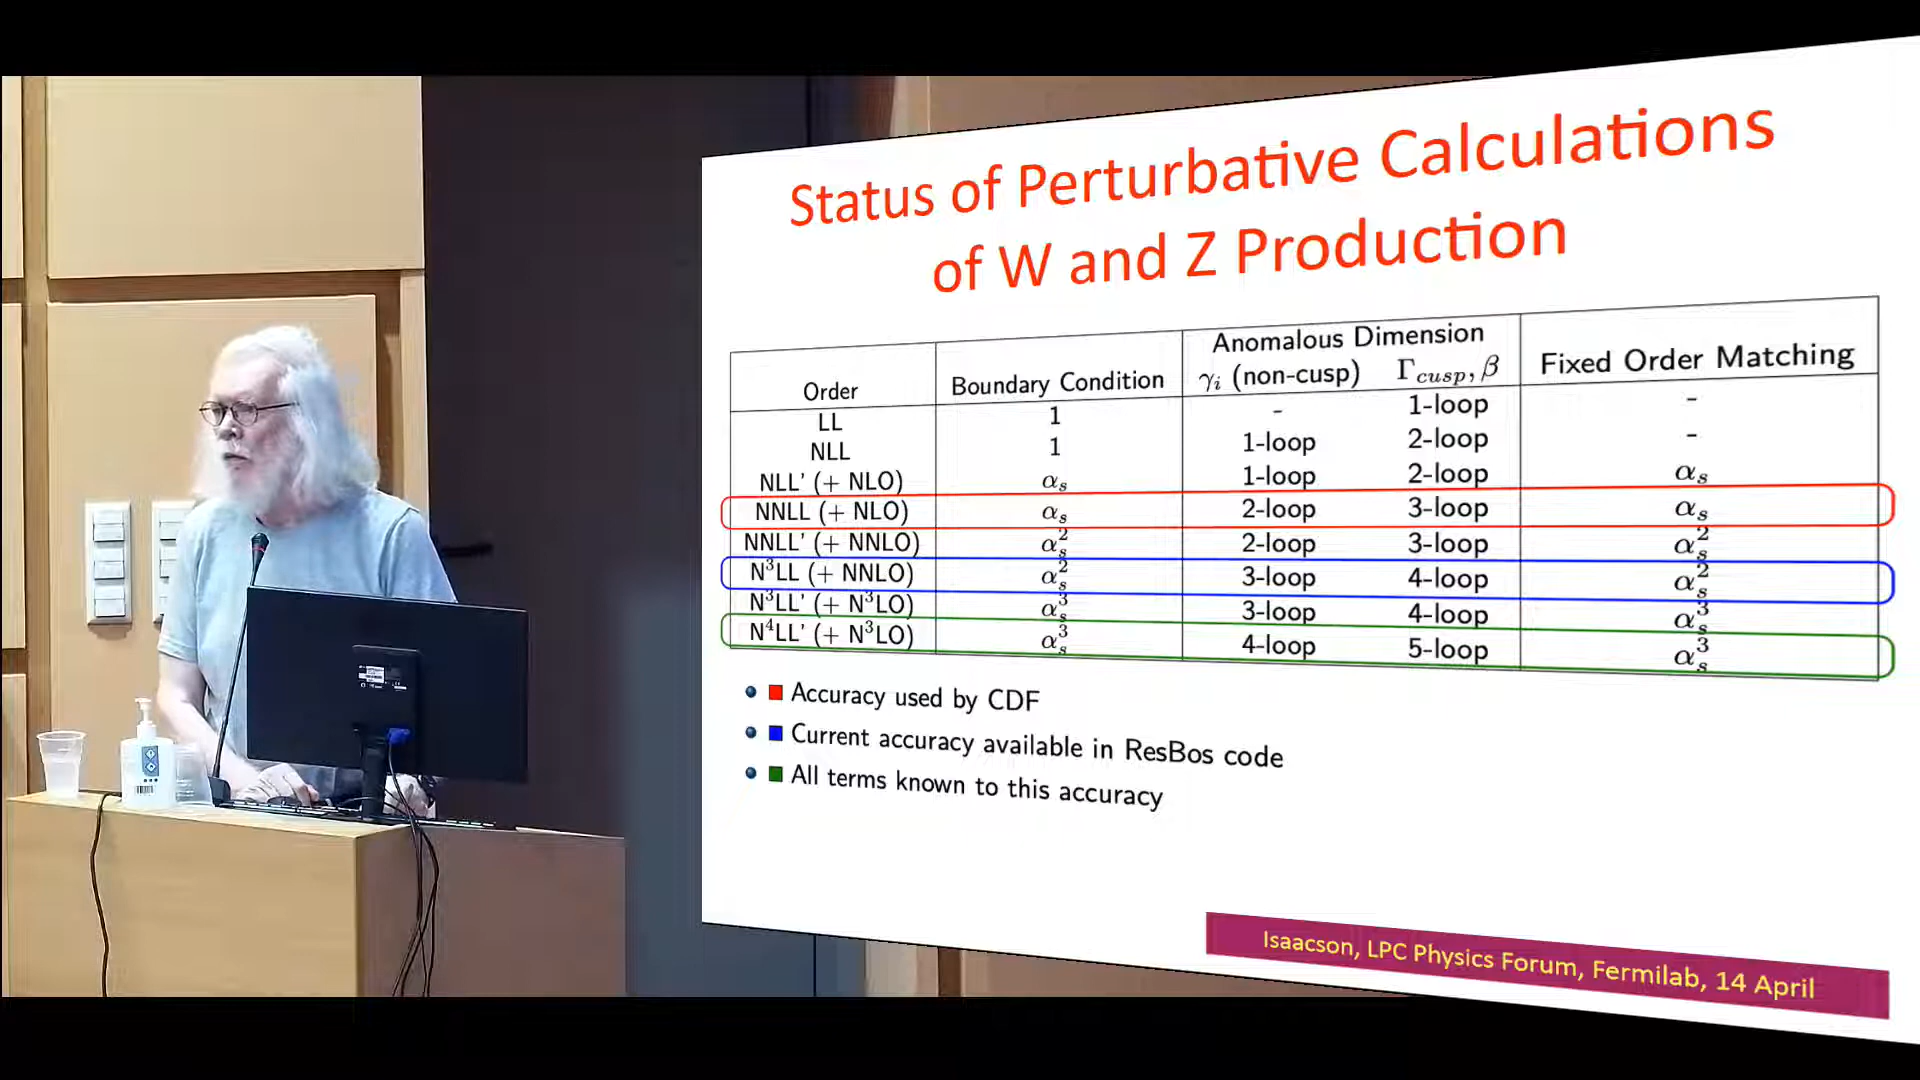 Status of Perturbative Calculations
of W and Z Production
Order Boundary Condition Anomalous Dimension Fixed Order Matching
γᵢ (non-cusp) Γ_cusp, β
LL 1 - 1-loop -
NLL 1 1-loop 2-loop -
NLL' (+ NLO) αₛ 1-loop 2-loop αₛ
NNLL (+ NLO) αₛ 2-loop 3-loop αₛ
NNLL' (+ NNLO) αₛ² 2-loop 3-loop αₛ²
N³LL (+ NNLO) αₛ² 3-loop 4-loop αₛ²
N³LL' (+ N³LO) αₛ³ 3-loop 4-loop αₛ³
N⁴LL' (+ N³LO) αₛ³ 4-loop 5-loop αₛ³
Accuracy used by CDF
Current accuracy available in ResBos code
All terms known to this accuracy
Isaacson, LPC Physics Forum, Fermilab, 14 April